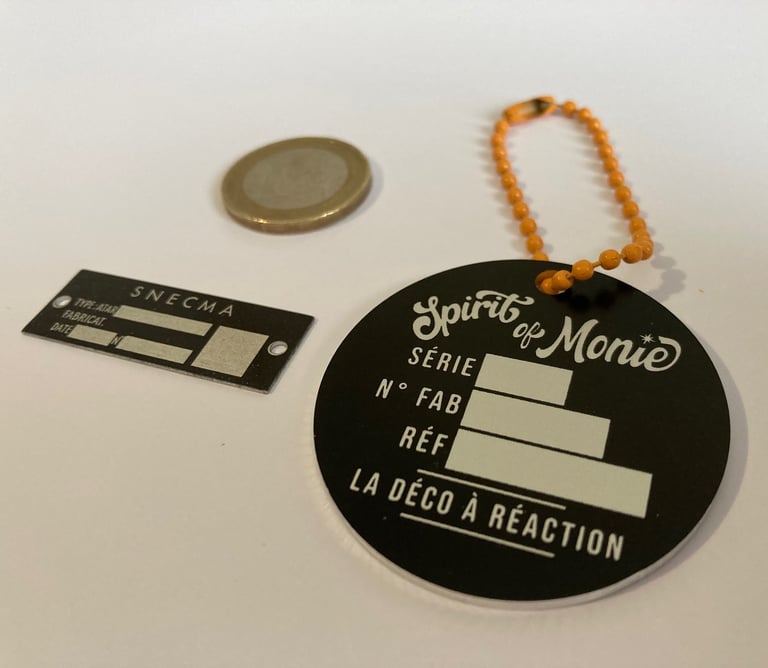 SNECMA
TYPE: ATAR
FABRICAT.
DATE N°
Spirit of Monie
SÉRIE
N° FAB
RÉF
LA DÉCO À RÉACTION